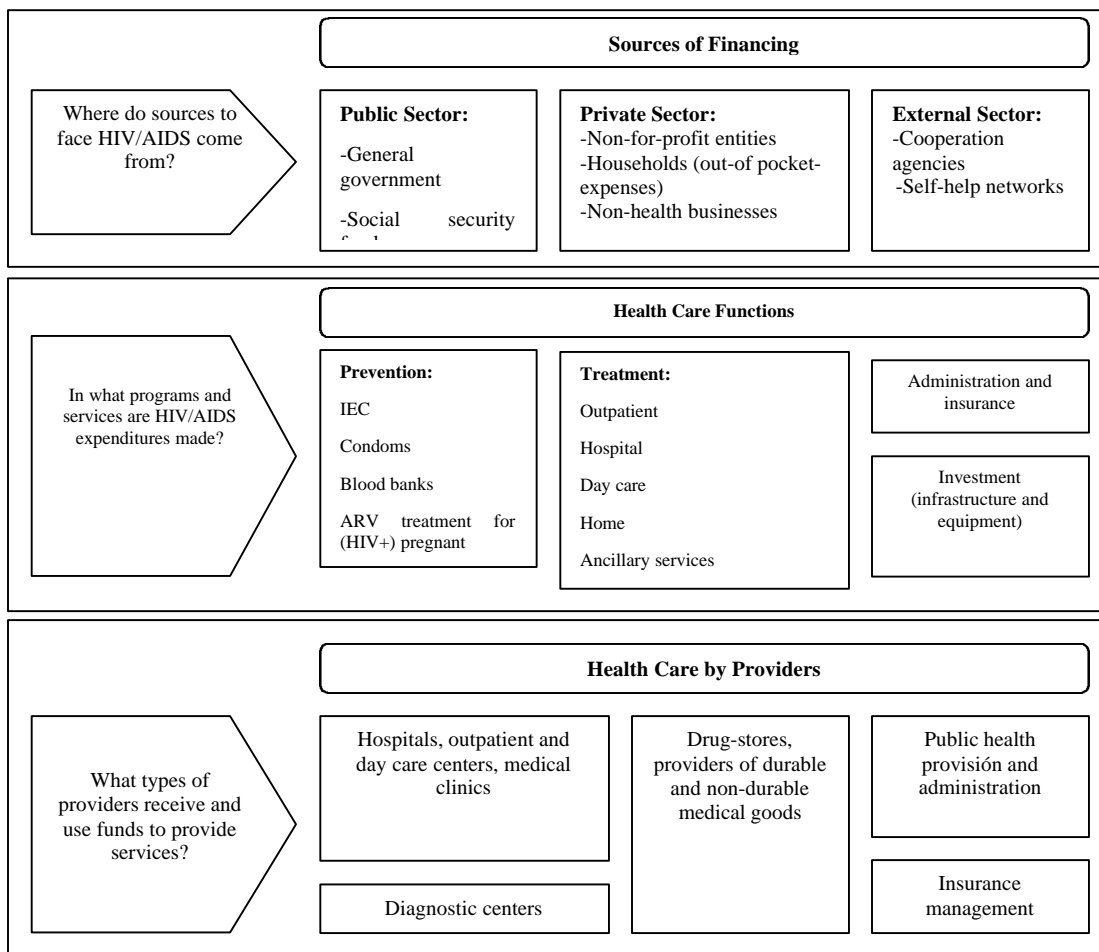 Sources of Financing
Where do sources to
face HIV/AIDS come
from?
Public Sector:
-General
government
-Social security
Private Sector:
-Non-for-profit entities
-Households (out-of pocket-
expenses)
-Non-health businesses
External Sector:
-Cooperation
agencies
-Self-help networks
Health Care Functions
In what programs and
services are HIV/AIDS
expenditures made?
Prevention:
IEC
Condoms
Blood banks
ARV treatment for
(HIV+) pregnant
Treatment:
Outpatient
Hospital
Day care
Home
Ancillary services
Administration and
insurance
Investment
(infrastructure and
equipment)
Health Care by Providers
What types of
providers receive and
use funds to provide
services?
Hospitals, outpatient and
day care centers, medical
clinics
Diagnostic centers
Drug-stores,
providers of durable
and non-durable
medical goods
Public health
provisión and
administration
Insurance
management